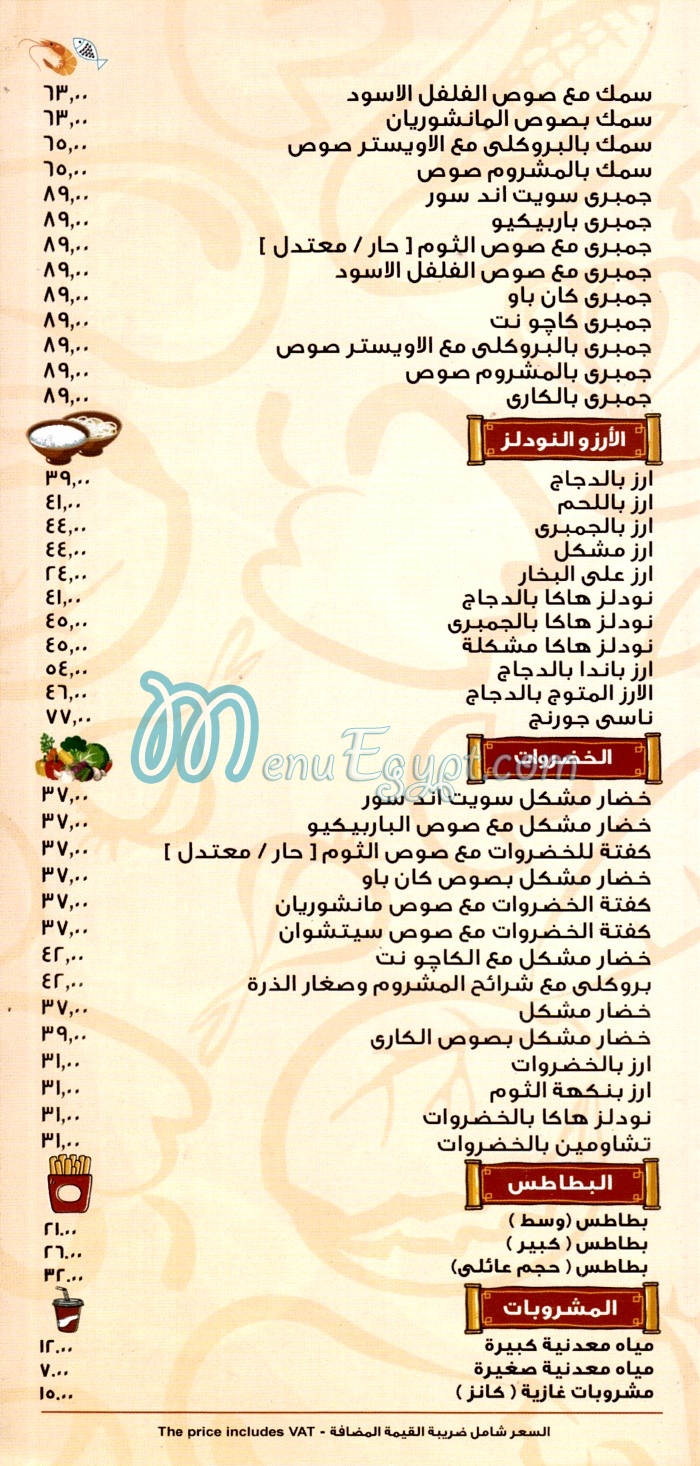 سمك مع صوص الفلفل الاسود ٦٣,٠٠
سمك بصوص المانشوريان ٦٣,٠٠
سمك بالبروكلى مع الاويستر صوص ٦٥,٠٠
سمك بالمشروم صوص ٦٥,٠٠
جمبرى سويت اند سور ٨٩,٠٠
جمبرى باربيكيو ٨٩,٠٠
جمبرى مع صوص الثوم [ حار / معتدل ] ٨٩,٠٠
جمبرى مع صوص الفلفل الاسود ٨٩,٠٠
جمبرى كان باو ٨٩,٠٠
جمبرى كاچو نت ٨٩,٠٠
جمبرى بالبروكلى مع الاويستر صوص ٨٩,٠٠
جمبرى بالمشروم صوص ٨٩,٠٠
جمبرى بالكارى ٨٩,٠٠
الأرز و النودلز
ارز بالدجاج ٣٩,٠٠
ارز باللحم ٤١,٠٠
ارز بالجمبرى ٤٤,٠٠
ارز مشكل ٤٤,٠٠
ارز على البخار ٢٤,٠٠
نودلز هاكا بالدجاج ٤١,٠٠
نودلز هاكا بالجمبرى ٤٥,٠٠
نودلز هاكا مشكلة ٤٥,٠٠
ارز باندا بالدجاج ٥٤,٠٠
الارز المتوج بالدجاج ٤٦,٠٠
ناسى جورنج ٧٧,٠٠
MenuEgypt.com
الخضروات
خضار مشكل سويت اند سور ٣٧,٠٠
خضار مشكل مع صوص الباربيكيو ٣٧,٠٠
كفتة للخضروات مع صوص الثوم [ حار / معتدل ] ٣٧,٠٠
خضار مشكل بصوص كان باو ٣٧,٠٠
كفتة الخضروات مع صوص مانشوريان ٣٧,٠٠
كفتة الخضروات مع صوص سيتشوان ٣٧,٠٠
خضار مشكل مع الكاچو نت ٤٢,٠٠
بروكلى مع شرائح المشروم وصغار الذرة ٤٢,٠٠
خضار مشكل ٣٧,٠٠
خضار مشكل بصوص الكارى ٣٩,٠٠
ارز بالخضروات ٣١,٠٠
ارز بنكهة الثوم ٣١,٠٠
نودلز هاكا بالخضروات ٣١,٠٠
تشاومين بالخضروات ٣١,٠٠
البطاطس
بطاطس (وسط ) ٢١.٠٠
بطاطس ( كبير ) ٢٦.٠٠
بطاطس ( حجم عائلى) ٣٢.٠٠
المشروبات
مياه معدنية كبيرة ١٢.٠٠
مياه معدنية صغيرة ٧.٠٠
مشروبات غازية ( كانز ) ١٥.٠٠
السعر شامل ضريبة القيمة المضافة - The price includes VAT